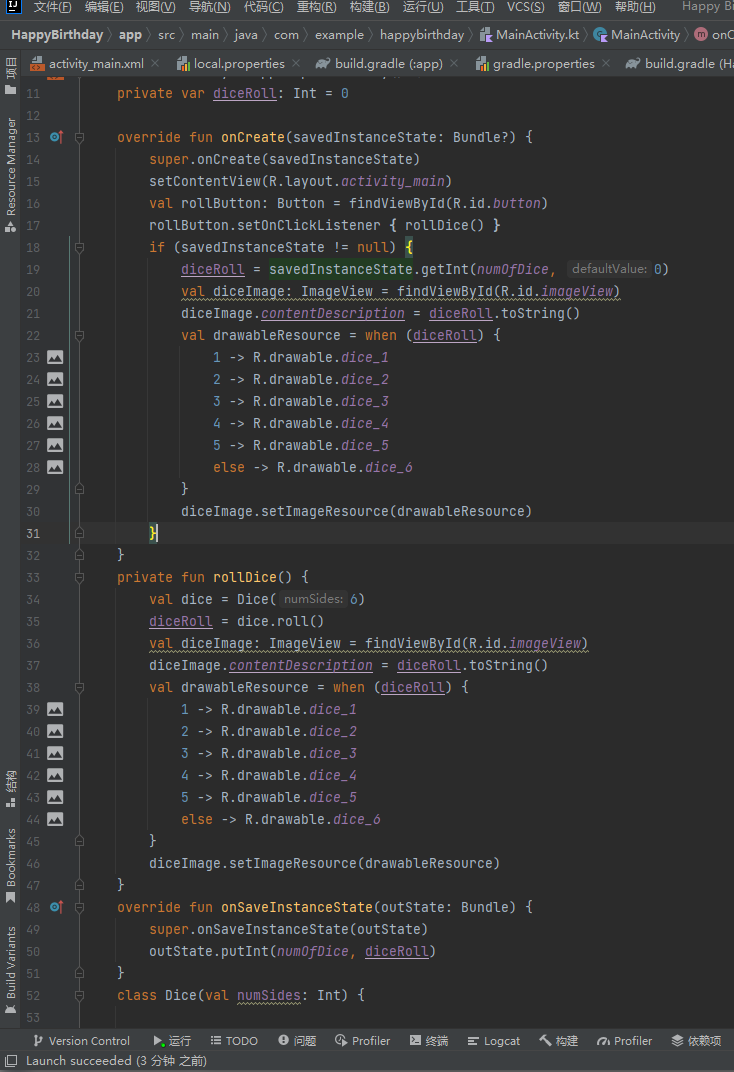 文件(F) 编辑(E) 视图(V) 导航(N) 代码(C) 重构(R) 构建(B) 运行(U) 工具(T) VCS(S) 窗口(W) 帮助(H) Happy Bi
HappyBirthday app src main java com example happybirthday MainActivity.kt MainActivity onC
activity_main.xml local.properties build.gradle (:app) gradle.properties build.gradle (Ha
项目
Resource Manager
结构
Bookmarks
Build Variants
11 private var diceRoll: Int = 0
12
13 override fun onCreate(savedInstanceState: Bundle?) {
14 super.onCreate(savedInstanceState)
15 setContentView(R.layout.activity_main)
16 val rollButton: Button = findViewById(R.id.button)
17 rollButton.setOnClickListener { rollDice() }
18 if (savedInstanceState != null) {
19 diceRoll = savedInstanceState.getInt(numOfDice, defaultValue: 0)
20 val diceImage: ImageView = findViewById(R.id.imageView)
21 diceImage.contentDescription = diceRoll.toString()
22 val drawableResource = when (diceRoll) {
23 1 -> R.drawable.dice_1
24 2 -> R.drawable.dice_2
25 3 -> R.drawable.dice_3
26 4 -> R.drawable.dice_4
27 5 -> R.drawable.dice_5
28 else -> R.drawable.dice_6
29 }
30 diceImage.setImageResource(drawableResource)
31 }
32 }
33 private fun rollDice() {
34 val dice = Dice( numSides: 6)
35 diceRoll = dice.roll()
36 val diceImage: ImageView = findViewById(R.id.imageView)
37 diceImage.contentDescription = diceRoll.toString()
38 val drawableResource = when (diceRoll) {
39 1 -> R.drawable.dice_1
40 2 -> R.drawable.dice_2
41 3 -> R.drawable.dice_3
42 4 -> R.drawable.dice_4
43 5 -> R.drawable.dice_5
44 else -> R.drawable.dice_6
45 }
46 diceImage.setImageResource(drawableResource)
47 }
48 override fun onSaveInstanceState(outState: Bundle) {
49 super.onSaveInstanceState(outState)
50 outState.putInt(numOfDice, diceRoll)
51 }
52 class Dice(val numSides: Int) {
53
Version Control 运行 TODO 问题 Profiler 终端 Logcat 构建 Profiler 依赖项
Launch succeeded (3 分钟 之前)